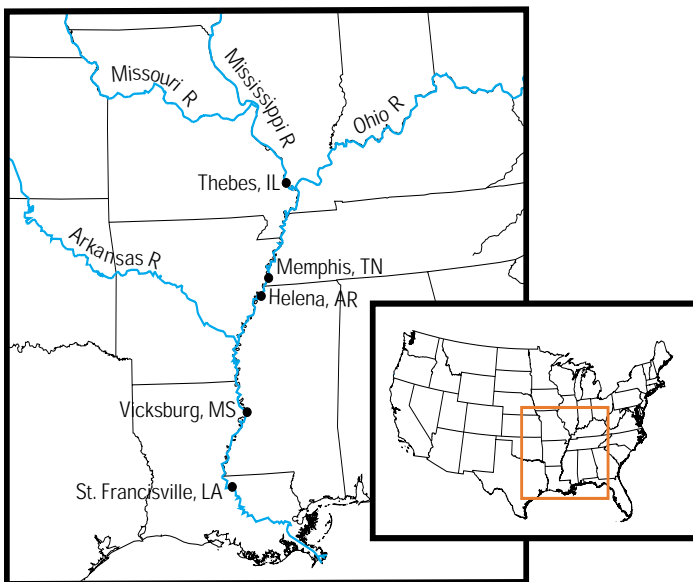 Missouri R
Mississippi R
Ohio R
Thebes, IL
Arkansas R
Memphis, TN
Helena, AR
Vicksburg, MS
St. Francisville, LA